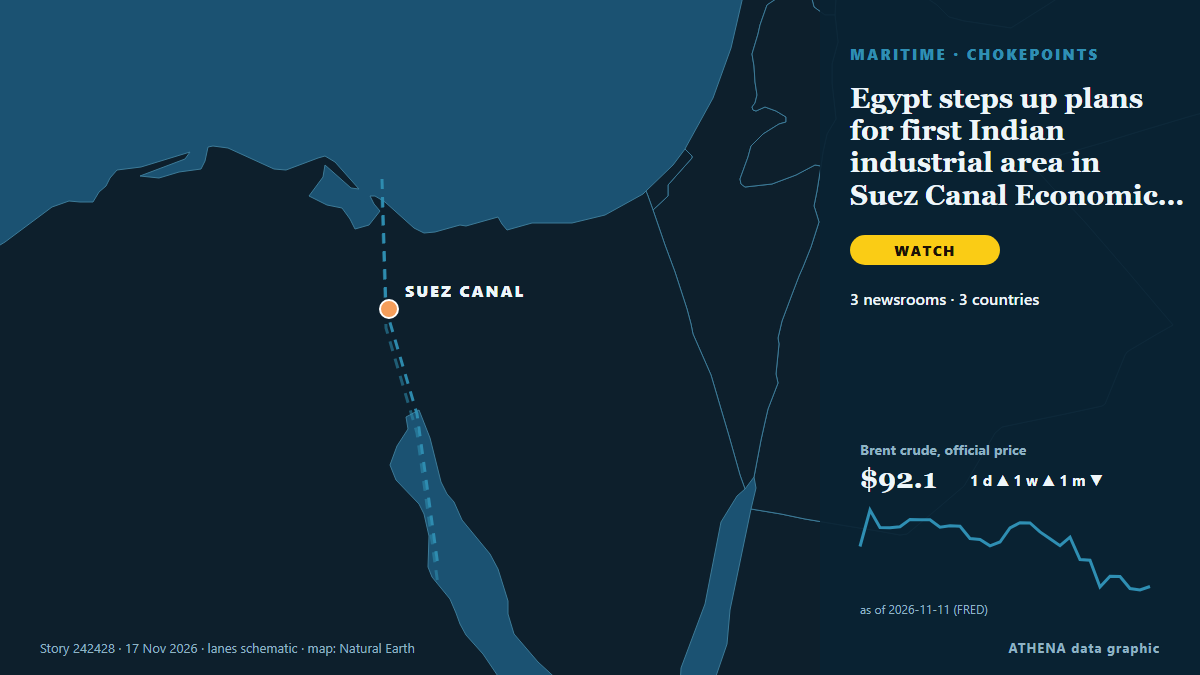 MARITIME · CHOKEPOINTS
Egypt steps up plans
for first Indian
industrial area in
Suez Canal Economic...
WATCH
3 newsrooms · 3 countries
SUEZ CANAL
Brent crude, official price
$92.1 1 d ▲ 1 w ▲ 1 m ▼
as of 2026-11-11 (FRED)
Story 242428 · 17 Nov 2026 · lanes schematic · map: Natural Earth
ATHENA data graphic